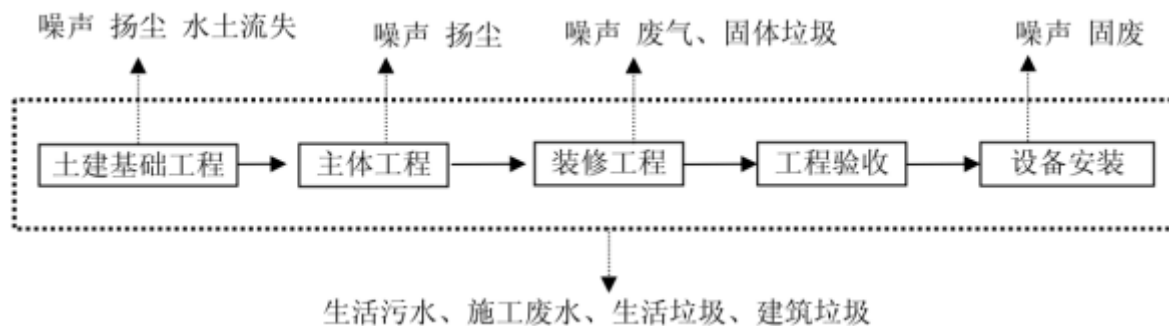 噪声 扬尘 水土流失 噪声 扬尘 噪声 废气、固体垃圾 噪声 固废
土建基础工程 主体工程 装修工程 工程验收 设备安装
生活污水、施工废水、生活垃圾、建筑垃圾